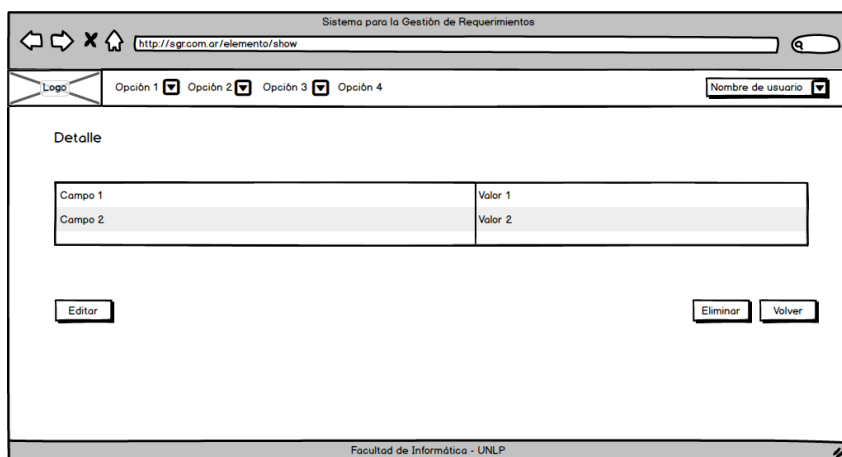 Sistema para la Gestión de Requerimientos
http://sgr.com.ar/elemento/show
Logo Opción 1 Opción 2 Opción 3 Opción 4 Nombre de usuario
Detalle
Campo 1 Valor 1
Campo 2 Valor 2
Editar Eliminar Volver
Facultad de Informática - UNLP